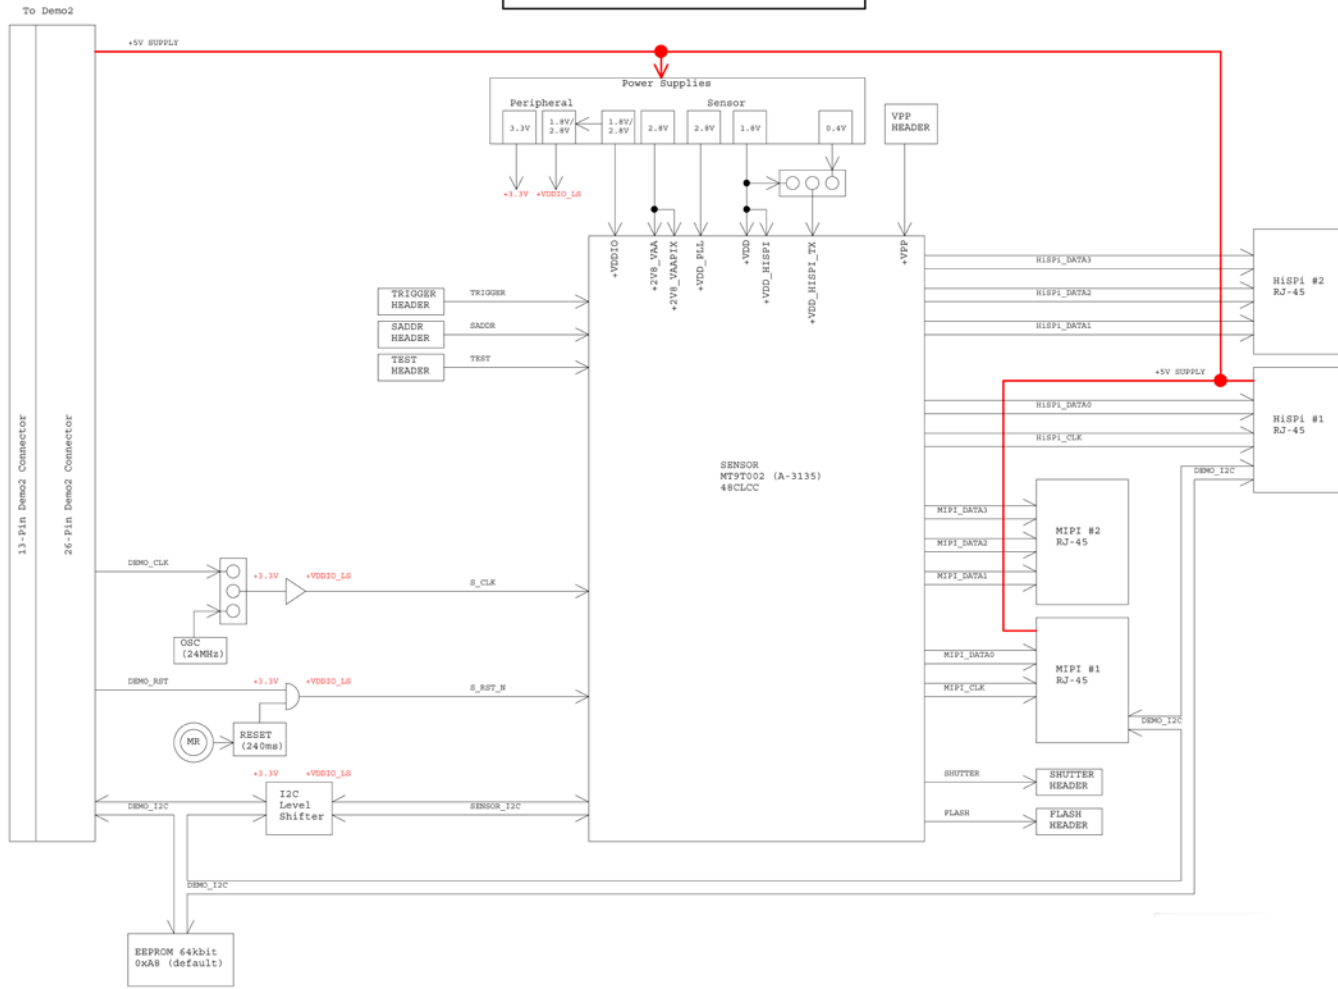 To Demo2
+5V SUPPLY
Power Supplies
Peripheral
Sensor
3.3V
1.8V/
2.8V
1.8V/
2.8V
2.8V
2.8V
1.8V
0.4V
VPP
HEADER
+3.3V
+VDDIO_LS
+VDDIO
+2V8_VAA
+2V8_VAAPIX
+VDD_PLL
+VDD
+VDD_HISPI
+VDD_HISPI_TX
+VPP
TRIGGER
HEADER
TRIGGER
SADDR
HEADER
SADDR
TEST
HEADER
TEST
HiSPi_DATA3
HiSPi_DATA2
HiSPi_DATA1
HiSPi #2
RJ-45
+5V SUPPLY
HiSPi_DATA0
HiSPi_CLK
HiSPi #1
RJ-45
DEMO_I2C
13-Pin Demo2 Connector
26-Pin Demo2 Connector
SENSOR
MT9T002 (A-3135)
48CLCC
MIPI_DATA3
MIPI_DATA2
MIPI_DATA1
MIPI #2
RJ-45
DEMO_CLK
+3.3V
+VDDIO_LS
S_CLK
OSC
(24MHz)
MIPI_DATA0
MIPI_CLK
MIPI #1
RJ-45
DEMO_I2C
DEMO_RST
+3.3V
+VDDIO_LS
S_RST_N
MR
RESET
(240ms)
+3.3V
+VDDIO_LS
DEMO_I2C
I2C
Level
Shifter
SENSOR_I2C
SHUTTER
SHUTTER
HEADER
FLASH
FLASH
HEADER
DEMO_I2C
EEPROM 64kbit
0xA8 (default)